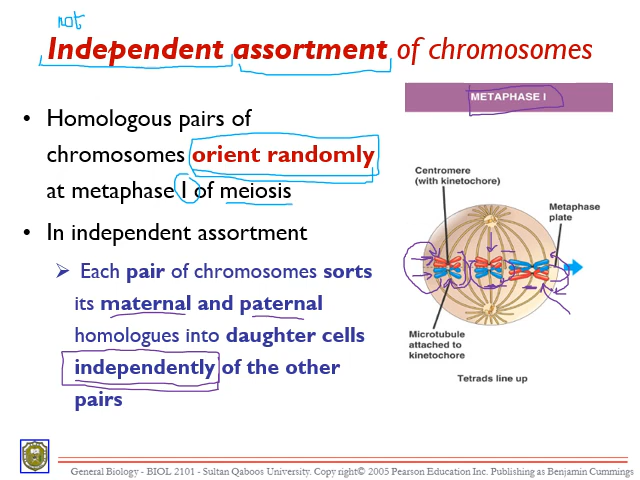 not
Independent assortment of chromosomes
METAPHASE I
• Homologous pairs of
chromosomes orient randomly
at metaphase I of meiosis
• In independent assortment
➢ Each pair of chromosomes sorts
its maternal and paternal
homologues into daughter cells
independently of the other
pairs
Centromere
(with kinetochore)
Metaphase
plate
Microtubule
attached to
kinetochore
Tetrads line up
General Biology - BIOL 2101 - Sultan Qaboos University. Copy right© 2005 Pearson Education Inc. Publishing as Benjamin Cummings